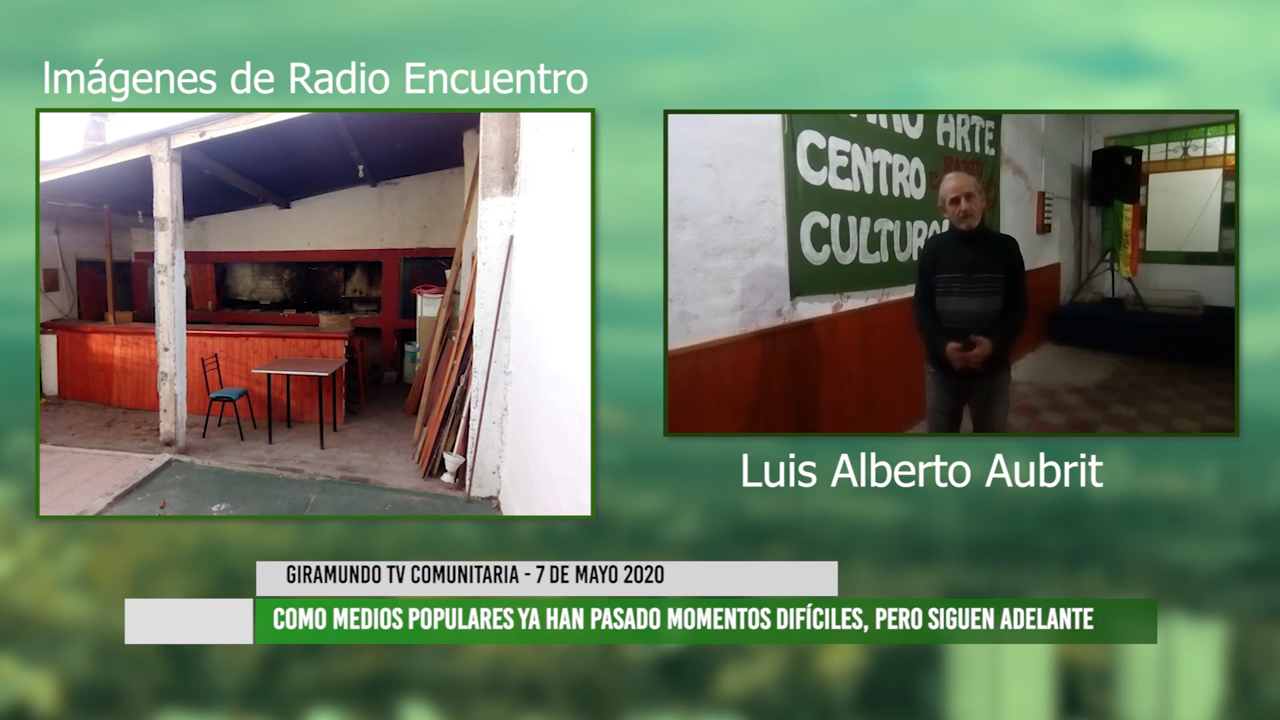 Imágenes de Radio Encuentro
ARTE
CENTRO
CULTURAL
Luis Alberto Aubrit
GIRAMUNDO TV COMUNITARIA - 7 DE MAYO 2020
COMO MEDIOS POPULARES YA HAN PASADO MOMENTOS DIFÍCILES, PERO SIGUEN ADELANTE